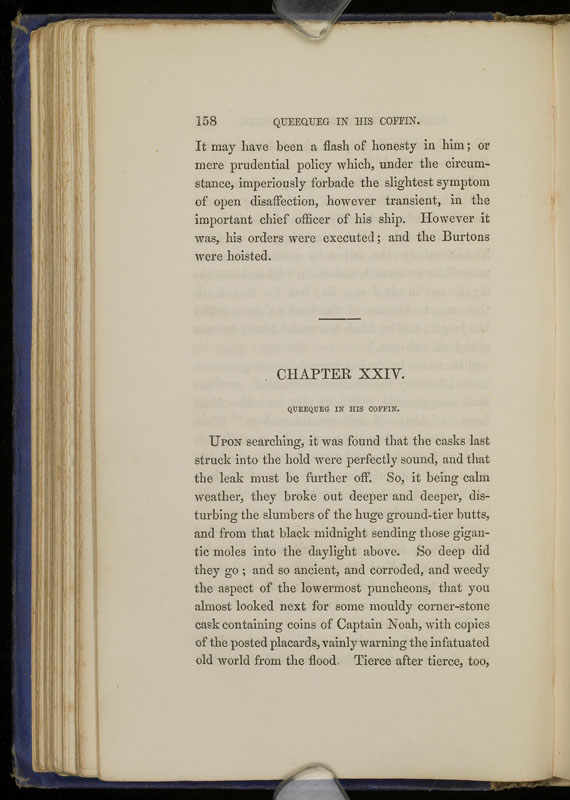 158 QUEEQUEG IN HIS COFFIN.
It may have been a flash of honesty in him; or
mere prudential policy which, under the circum-
stance, imperiously forbade the slightest symptom
of open disaffection, however transient, in the
important chief officer of his ship. However it
was, his orders were executed; and the Burtons
were hoisted.
CHAPTER XXIV.
QUEEQUEG IN HIS COFFIN.
UPON searching, it was found that the casks last
struck into the hold were perfectly sound, and that
the leak must be further off. So, it being calm
weather, they broke out deeper and deeper, dis-
turbing the slumbers of the huge ground-tier butts,
and from that black midnight sending those gigan-
tic moles into the daylight above. So deep did
they go; and so ancient, and corroded, and weedy
the aspect of the lowermost puncheons, that you
almost looked next for some mouldy corner-stone
cask containing coins of Captain Noah, with copies
of the posted placards, vainly warning the infatuated
old world from the flood. Tierce after tierce, too,